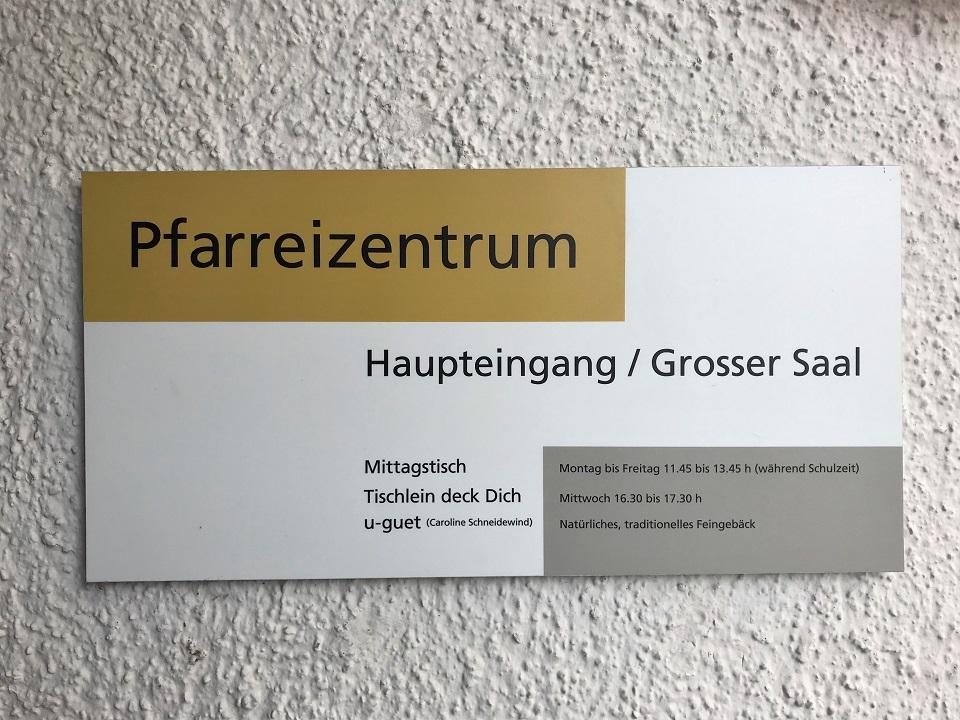 Pfarreizentrum
Haupteingang / Grosser Saal
Mittagstisch Montag bis Freitag 11.45 bis 13.45 h (während Schulzeit)
Tischlein deck Dich Mittwoch 16.30 bis 17.30 h
u-guet (Caroline Schneidewind) Natürliches, traditionelles Feingebäck